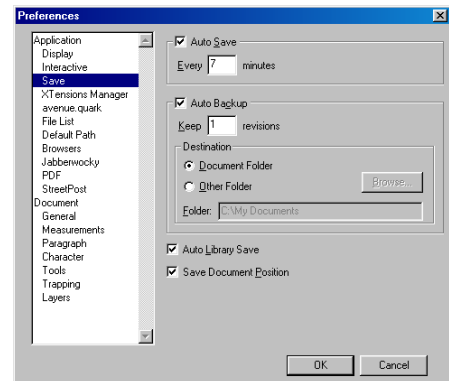 Preferences
Application
Display
Interactive
Save
XTensions Manager
avenue.quark
File List
Default Path
Browsers
Jabberwocky
PDF
StreetPost
Document
General
Measurements
Paragraph
Character
Tools
Trapping
Layers
Auto Save
Every 7 minutes
Auto Backup
Keep 1 revisions
Destination
Document Folder
Other Folder
Browse...
Folder: C:\My Documents
Auto Library Save
Save Document Position
OK Cancel